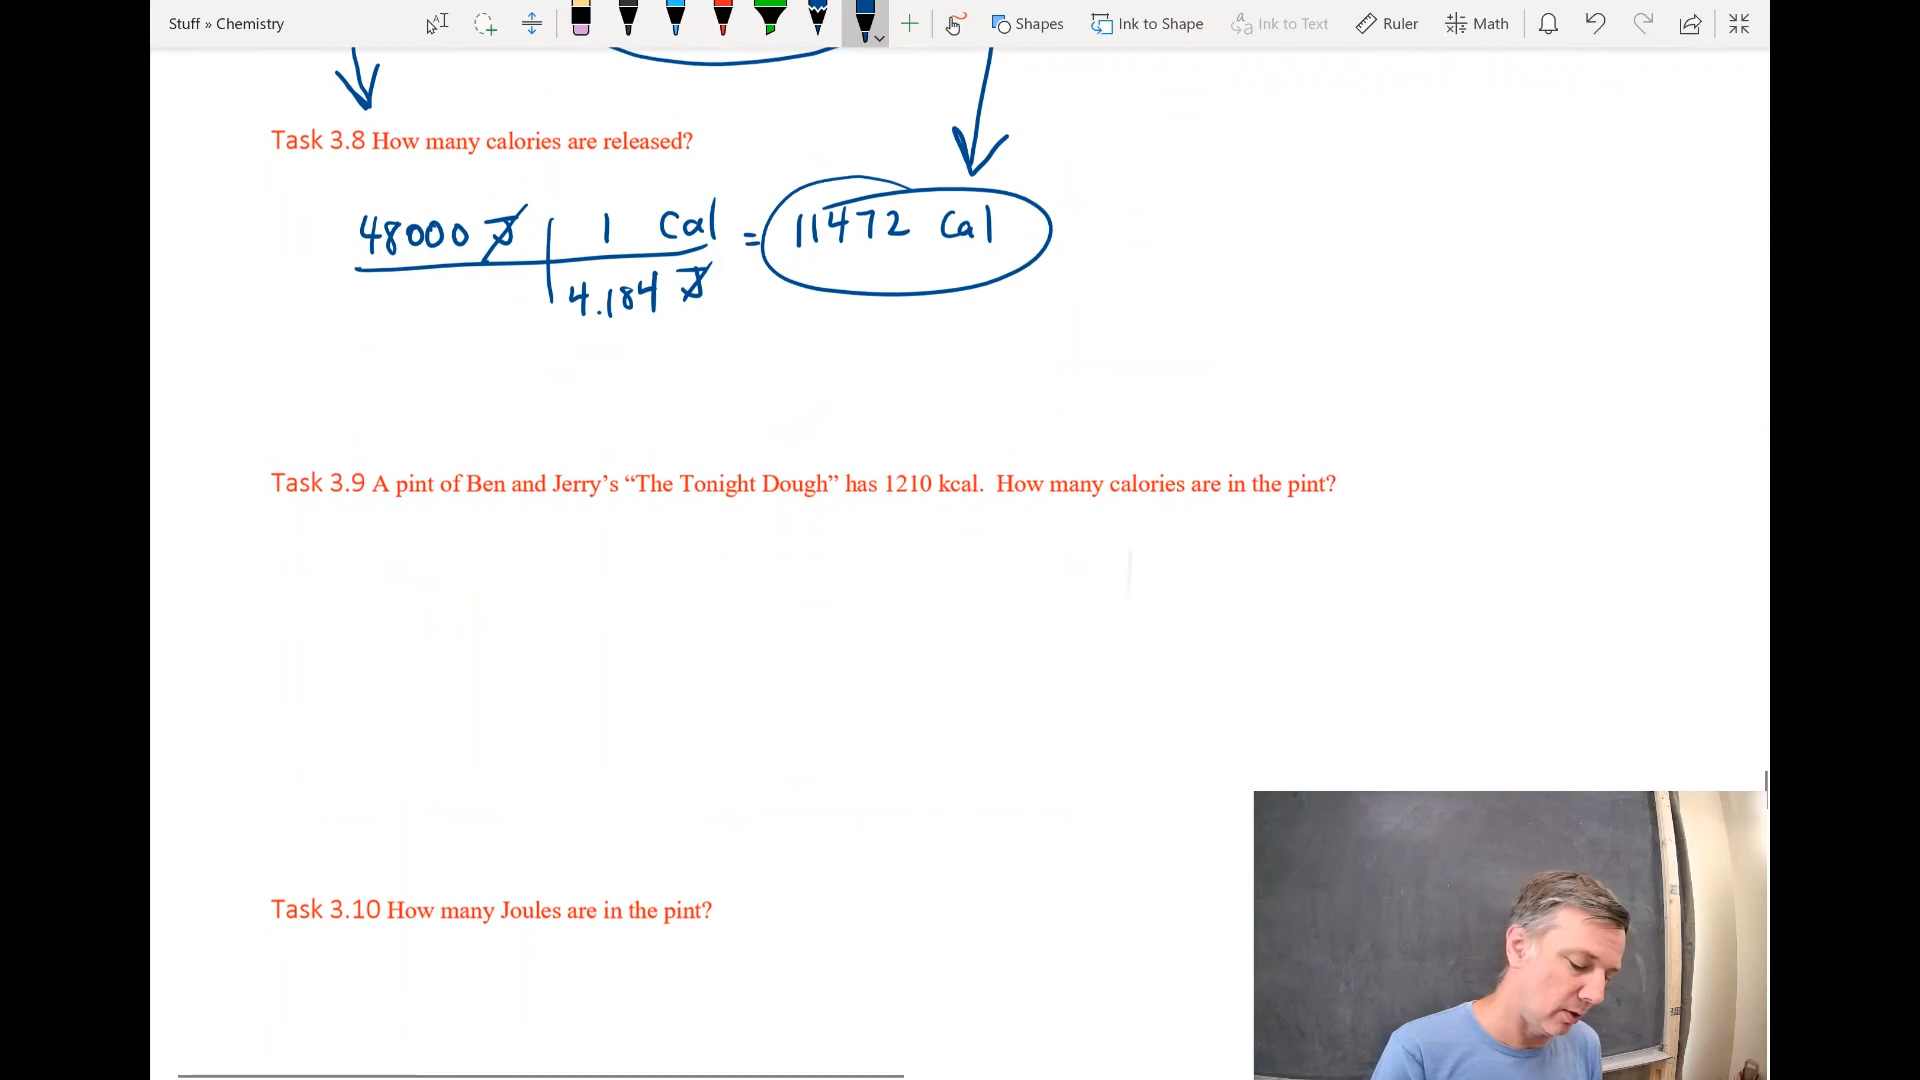 Stuff » Chemistry
Shapes
Ink to Shape
Ink to Text
Ruler
Math
Task 3.8 How many calories are released?
48000 J | 1 Cal = 11472 Cal
4.184 J
Task 3.9 A pint of Ben and Jerry’s “The Tonight Dough” has 1210 kcal. How many calories are in the pint?
Task 3.10 How many Joules are in the pint?